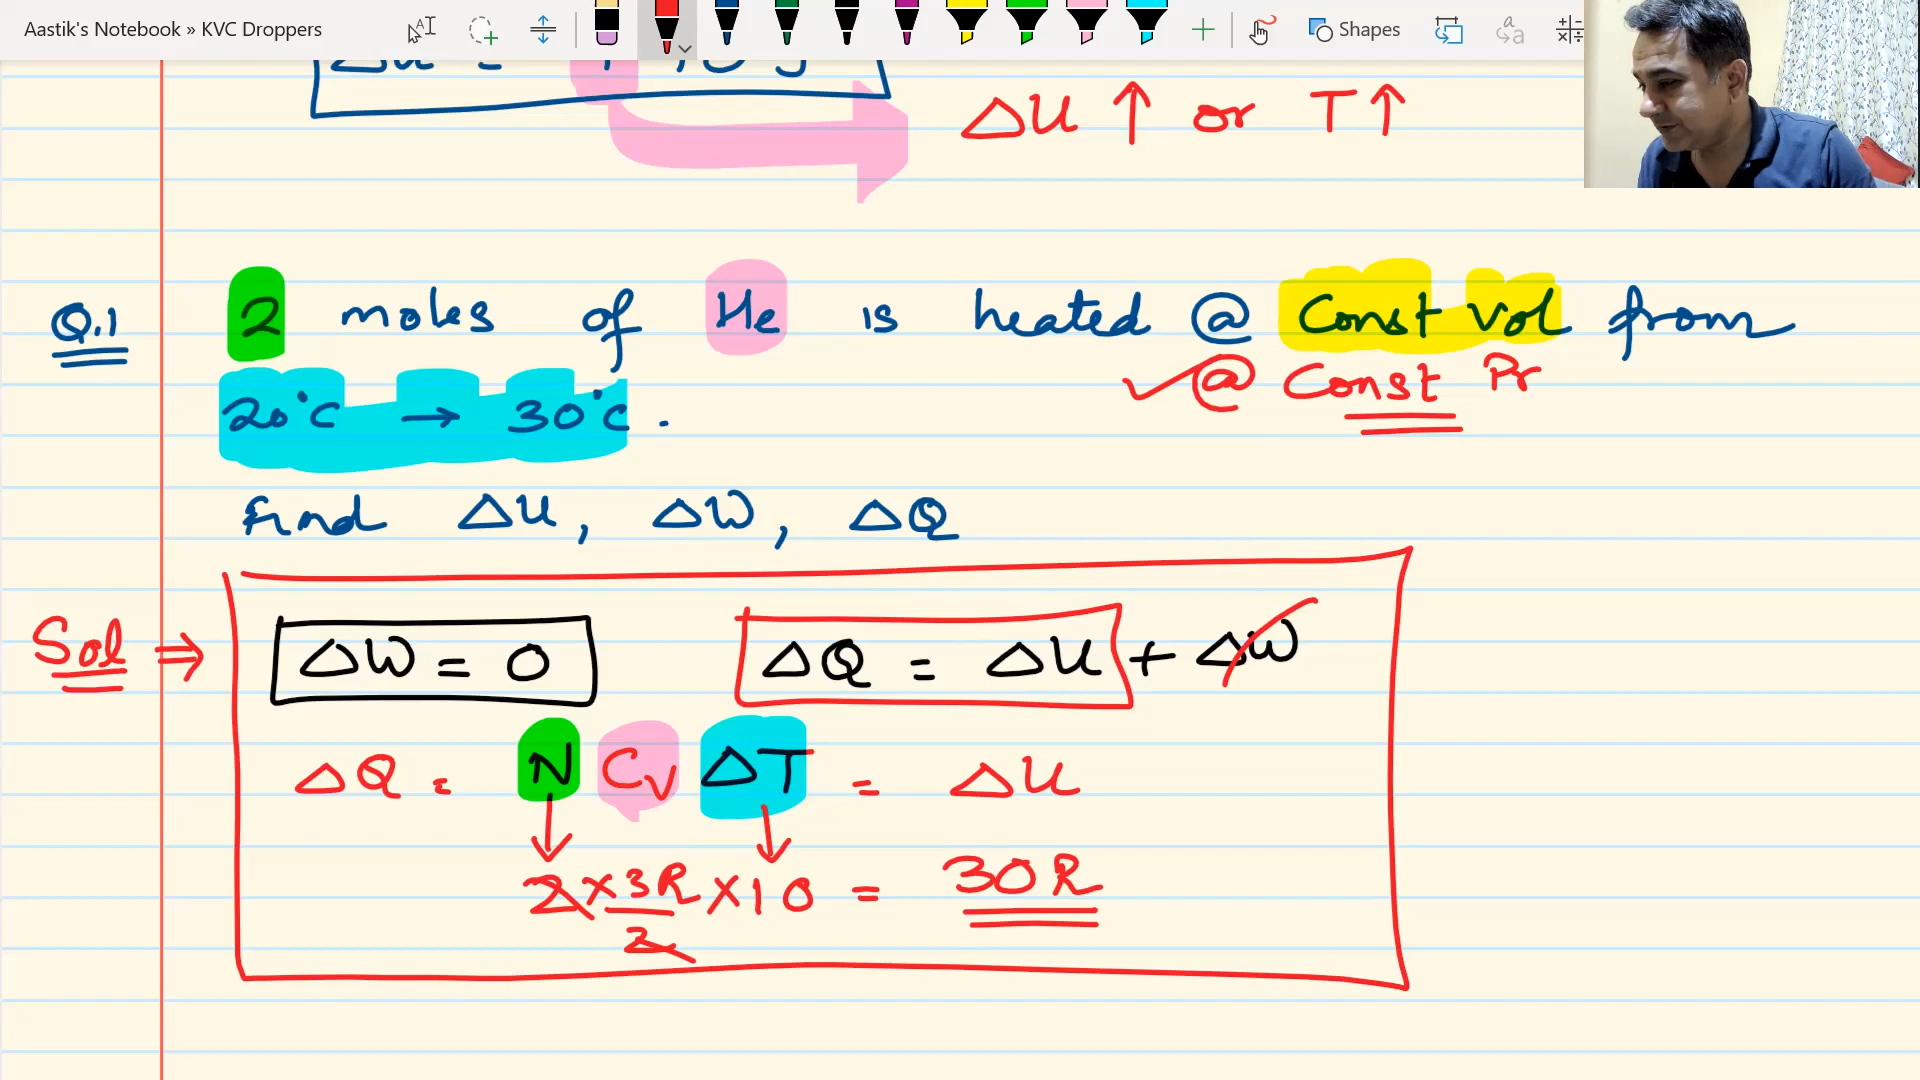 Aastik's Notebook » KVC Droppers
Shapes
ΔU ↑ or T ↑
Q.1 2 moles of He is heated @ Const Vol from
✓@ Const Pr
20°C → 30°C.
find ΔU, ΔW, ΔQ
Sol ⇒ ΔW = 0 ΔQ = ΔU + ΔW
ΔQ = N Cv ΔT = ΔU
2 × 3R/2 × 10 = 30R